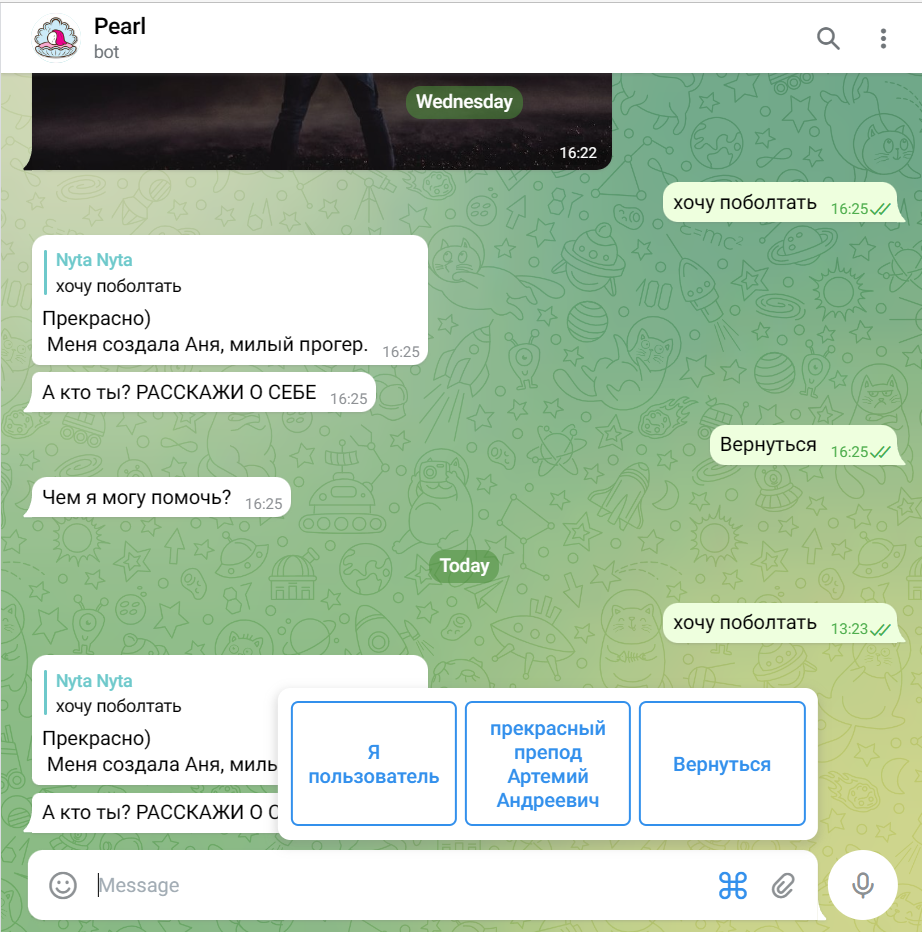 Pearl
bot
Wednesday
16:22
хочу поболтать 16:25
Nyta Nyta
хочу поболтать
Прекрасно)
Меня создала Аня, милый прогер. 16:25
А кто ты? РАССКАЖИ О СЕБЕ 16:25
Вернуться 16:25
Чем я могу помочь? 16:25
Today
хочу поболтать 13:23
Nyta Nyta
хочу поболтать
Прекрасно)
Меня создала Аня, миль
А кто ты? РАССКАЖИ О С
Я
пользователь
прекрасный
препод
Артемий
Андреевич
Вернуться
Message